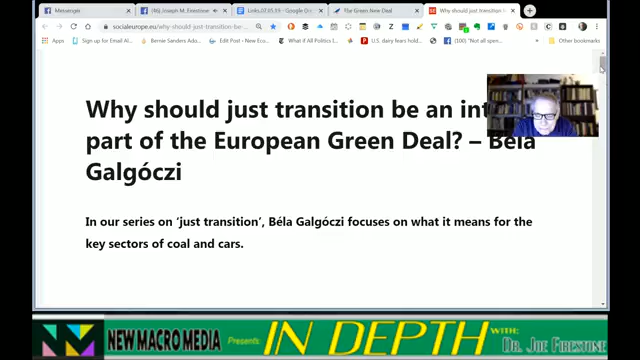 Messenger
(6) Joseph M. Firestone
Links,02.05.19 - Google
The Green New Deal
Why should just transition
socialeurope.eu/why-should-just-transition-be-...
Apps
Sign up for Email Al...
Bernie Sanders An...
Edit Post ‹ New Eco...
What if All Politics I...
U.S. dairy fears hold...
(100) "Not all spen...
Other bookmarks
Why should just transition be an int
part of the European Green Deal? – Béla
Galgóczi
In our series on ‘just transition’, Béla Galgóczi focuses on what it means for the
key sectors of coal and cars.
NM NEW MACRO MEDIA Presents: IN DEPTH WITH:
DR. JOE FIRESTONE